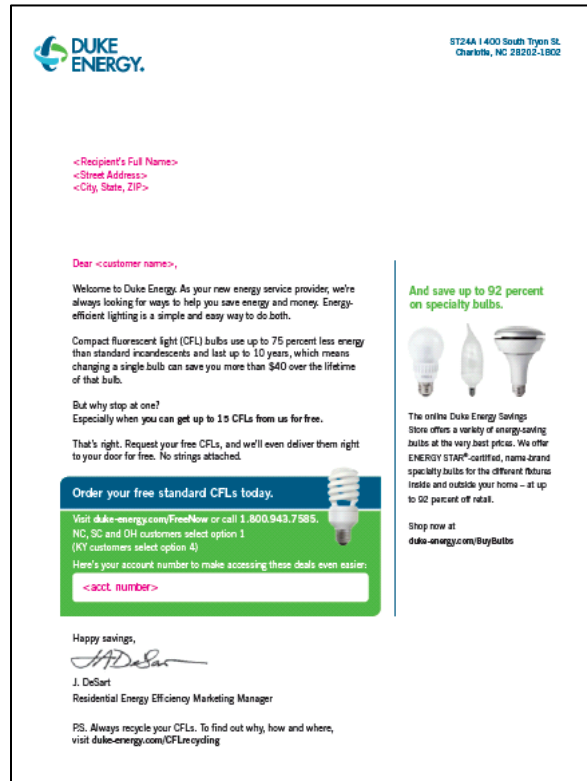 DUKE
ENERGY.
ST24A | 400 South Tryon St.
Charlotte, NC 28202-1802
<Recipient's Full Name>
<Street Address>
<City, State, ZIP>
Dear <customer name>,
Welcome to Duke Energy. As your new energy service provider, we're
always looking for ways to help you save energy and money. Energy-
efficient lighting is a simple and easy way to do both.
Compact fluorescent light (CFL) bulbs use up to 75 percent less energy
than standard incandescents and last up to 10 years, which means
changing a single bulb can save you more than $40 over the lifetime
of that bulb.
But why stop at one?
Especially when you can get up to 15 CFLs from us for free.
That's right. Request your free CFLs, and we'll even deliver them right
to your door for free. No strings attached.
Order your free standard CFLs today.
Visit duke-energy.com/FreeNow or call 1.800.943.7585.
NC, SC and OH customers select option 1
(KY customers select option 4)
Here's your account number to make accessing these deals even easier:
<acct. number>
Happy savings,
J. DeSart
Residential Energy Efficiency Marketing Manager
P.S. Always recycle your CFLs. To find out why, how and where,
visit duke-energy.com/CFLrecycling
And save up to 92 percent
on specialty bulbs.
The online Duke Energy Savings
Store offers a variety of energy-saving
bulbs at the very best prices. We offer
ENERGY STAR®-certified, name-brand
specialty bulbs for the different fixtures
inside and outside your home – at up
to 92 percent off retail.
Shop now at
duke-energy.com/BuyBulbs